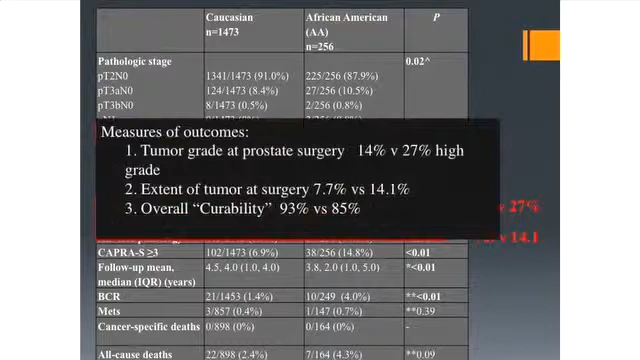 Caucasian
n=1473
African American
(AA)
n=256
P
Pathologic stage
0.02^
pT2N0
1341/1473 (91.0%)
225/256 (87.9%)
pT3aN0
124/1473 (8.4%)
27/256 (10.5%)
pT3bN0
8/1473 (0.5%)
2/256 (0.8%)
Measures of outcomes:
1. Tumor grade at prostate surgery 14% v 27% high
grade
2. Extent of tumor at surgery 7.7% vs 14.1%
3. Overall “Curability” 93% vs 85%
v 27%
v 14.1
CAPRA-S ≥3
102/1473 (6.9%)
38/256 (14.8%)
<0.01
Follow-up mean,
median (IQR) (years)
4.5, 4.0 (1.0, 4.0)
3.8, 2.0 (1.0, 5.0)
*<0.01
BCR
21/1453 (1.4%)
10/249 (4.0%)
**<0.01
Mets
3/857 (0.4%)
1/147 (0.7%)
**0.39
Cancer-specific deaths
0/898 (0%)
0/164 (0%)
-
All-cause deaths
22/898 (2.4%)
7/164 (4.3%)
**0.09